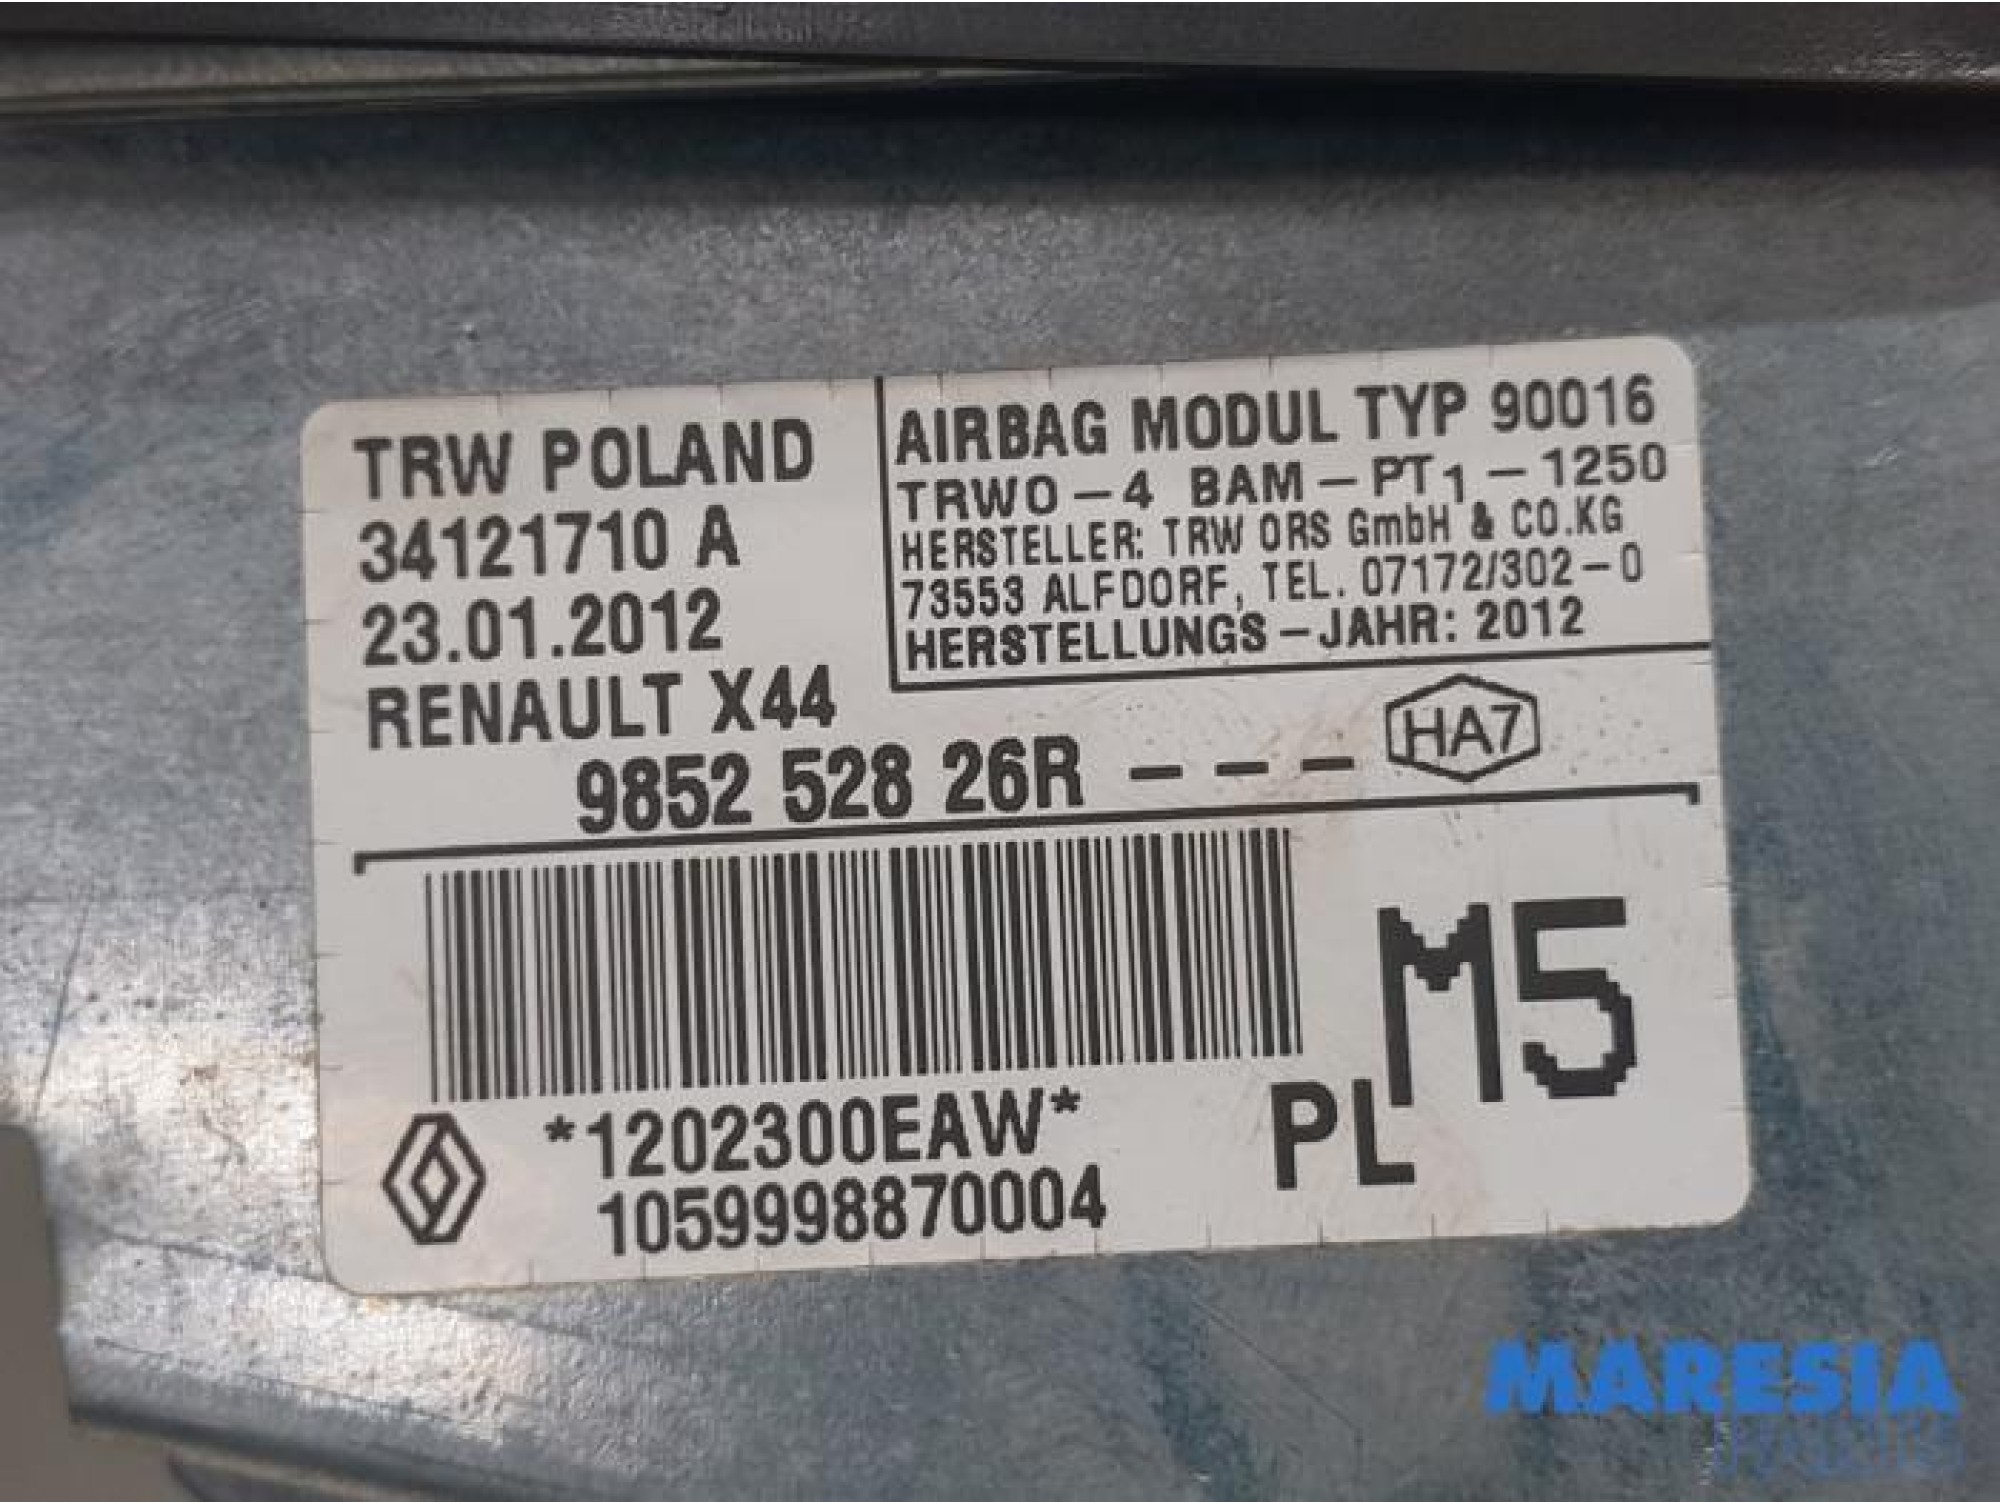 TRW POLAND
34121710 A
23.01.2012
RENAULT X44
AIRBAG MODUL TYP 90016
TRWO-4 BAM-PT1-1250
HERSTELLER: TRW ORS GmbH & CO.KG
73553 ALFDORF, TEL. 07172/302-0
HERSTELLUNGS-JAHR: 2012
9852 528 26R --- HA7
M5
PL
*1202300EAW*
1059998870004
MARESIA
PARTS